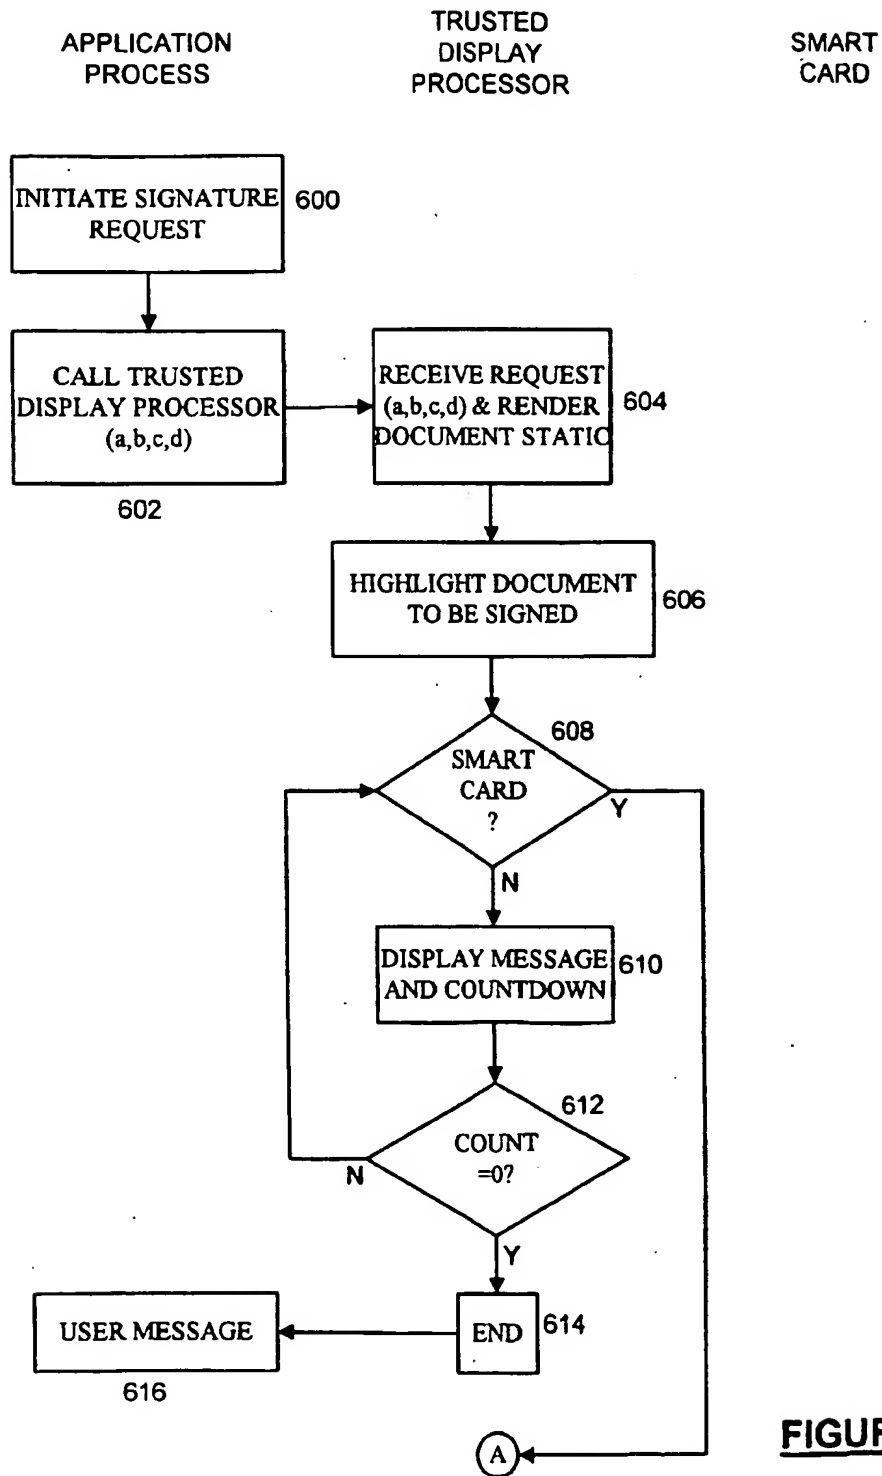 APPLICATION
PROCESS
TRUSTED
DISPLAY
PROCESSOR
SMART
CARD
INITIATE SIGNATURE
REQUEST
600
CALL TRUSTED
DISPLAY PROCESSOR
(a,b,c,d)
602
RECEIVE REQUEST
(a,b,c,d) & RENDER
DOCUMENT STATIC
604
HIGHLIGHT DOCUMENT
TO BE SIGNED
606
608
SMART
CARD
?
Y
N
DISPLAY MESSAGE
AND COUNTDOWN
610
612
COUNT
=0?
N
Y
USER MESSAGE
616
END
614
A